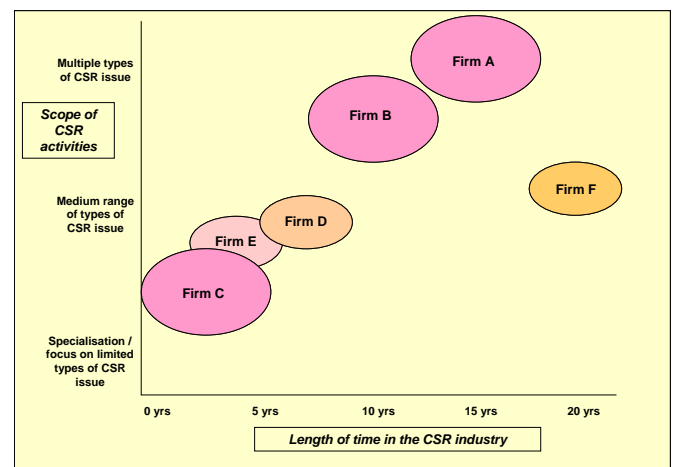 Multiple types
of CSR issue
Firm A
Scope of
CSR
activities
Firm B
Medium range
of types of
CSR issue
Firm F
Firm D
Firm E
Firm C
Specialisation /
focus on limited
types of CSR
issue
0 yrs 5 yrs 10 yrs 15 yrs 20 yrs
Length of time in the CSR industry